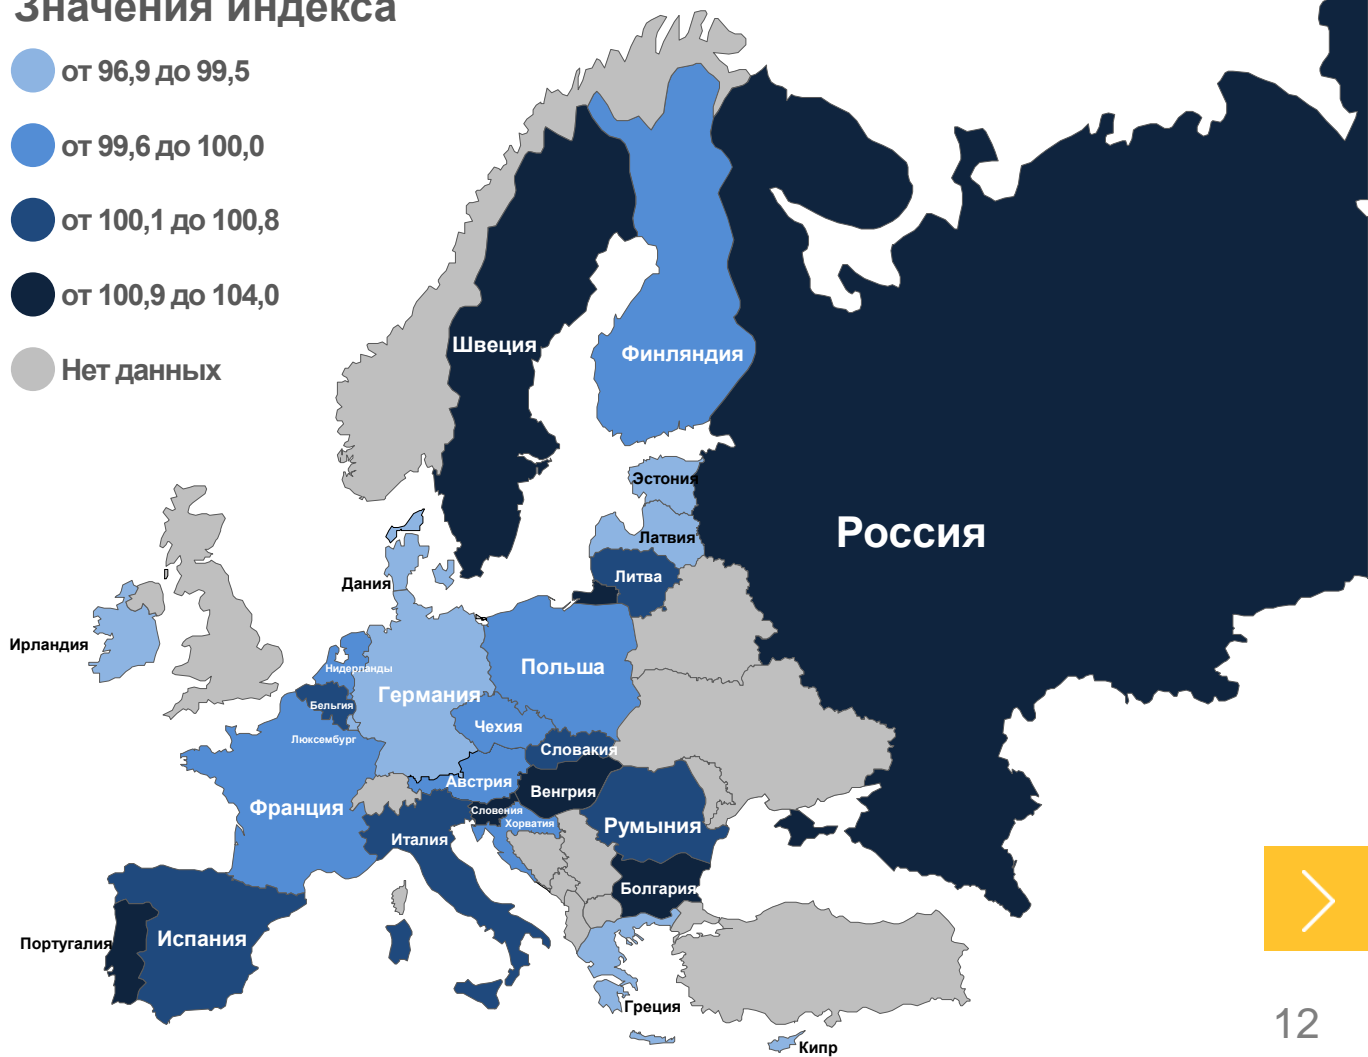 Значения индекса
от 96,9 до 99,5
от 99,6 до 100,0
от 100,1 до 100,8
от 100,9 до 104,0
Нет данных
Швеция
Финляндия
Эстония
Россия
Латвия
Литва
Дания
Ирландия
Нидерланды
Польша
Германия
Бельгия
Чехия
Люксембург
Словакия
Австрия
Венгрия
Франция
Словения
Хорватия
Румыния
Италия
Болгария
Испания
Португалия
Греция
12
Кипр